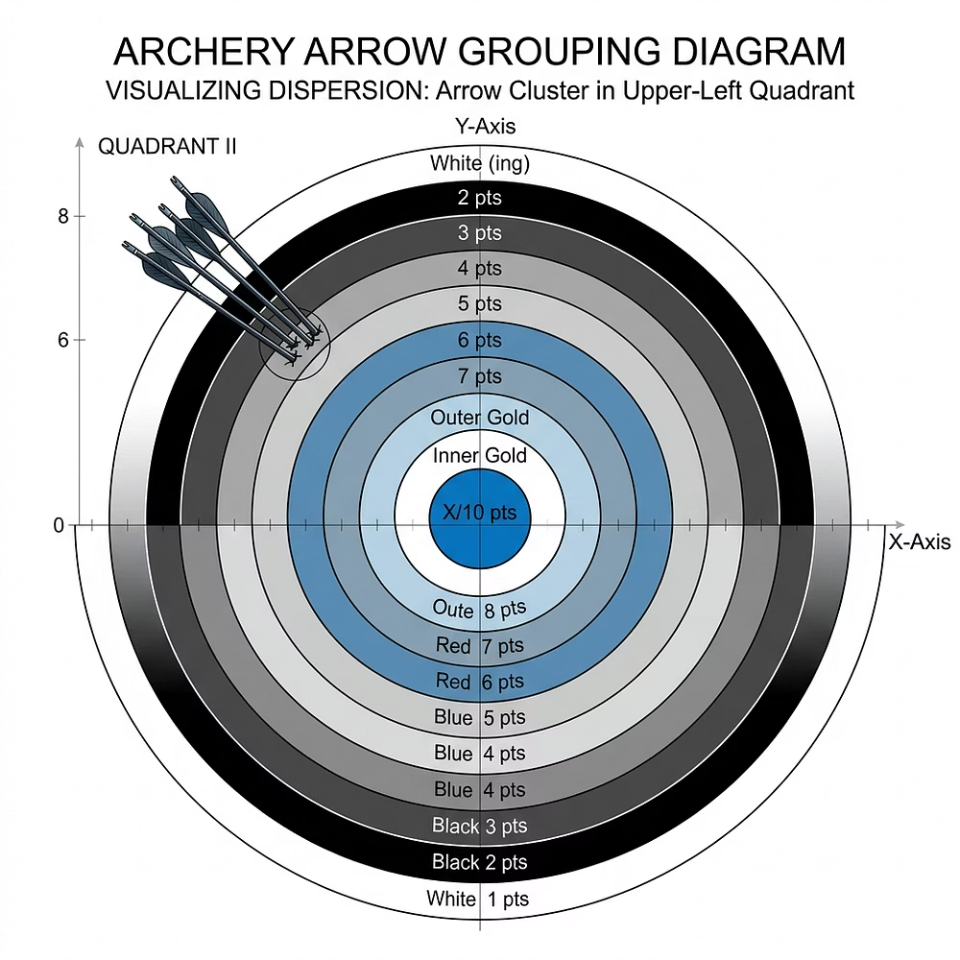 ARCHERY ARROW GROUPING DIAGRAM
VISUALIZING DISPERSION: Arrow Cluster in Upper-Left Quadrant
Y-Axis
QUADRANT II
White (ing)
2 pts
8
3 pts
4 pts
5 pts
6
6 pts
7 pts
Outer Gold
Inner Gold
X/10 pts
0
X-Axis
Oute 8 pts
Red 7 pts
Red 6 pts
Blue 5 pts
Blue 4 pts
Blue 4 pts
Black 3 pts
Black 2 pts
White 1 pts